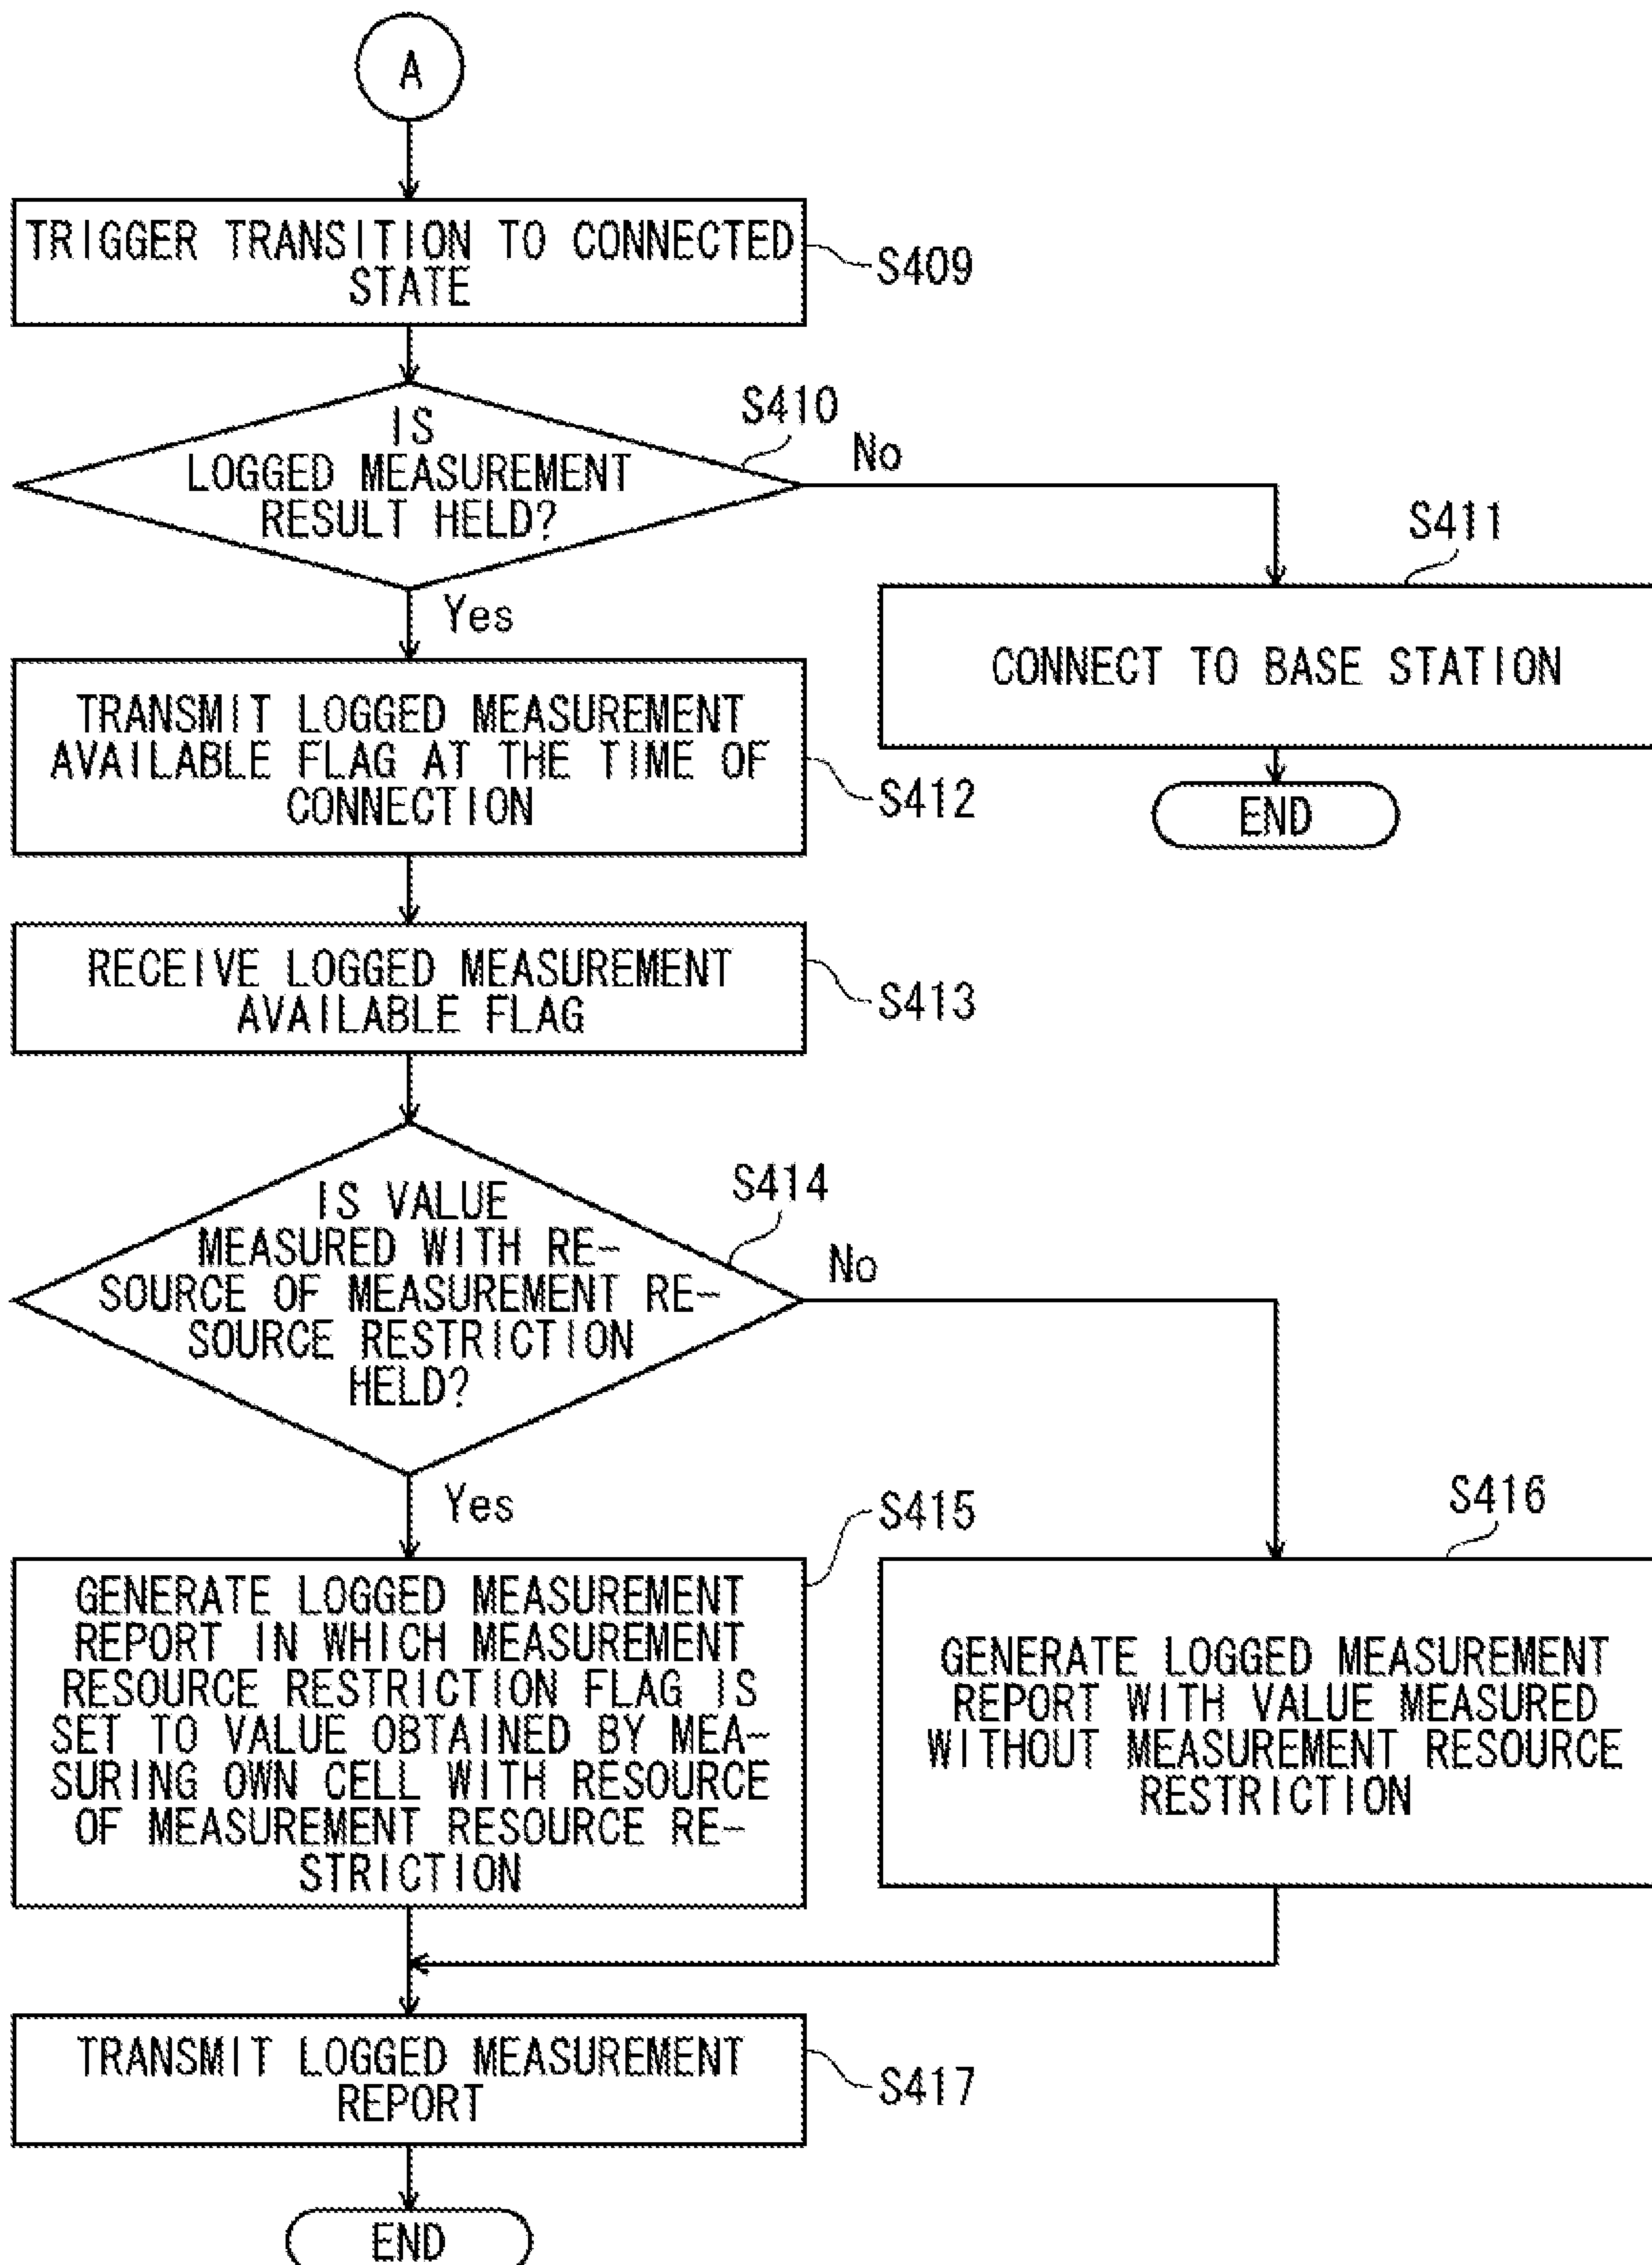 A
TRIGGER TRANSITION TO CONNECTED
STATE
S409
IS
LOGGED MEASUREMENT
RESULT HELD?
S410
No
Yes
S411
CONNECT TO BASE STATION
END
TRANSMIT LOGGED MEASUREMENT
AVAILABLE FLAG AT THE TIME OF
CONNECTION
S412
RECEIVE LOGGED MEASUREMENT
AVAILABLE FLAG
S413
IS VALUE
MEASURED WITH RE-
SOURCE OF MEASUREMENT RE-
SOURCE RESTRICTION
HELD?
S414
No
Yes
S415
GENERATE LOGGED MEASUREMENT
REPORT IN WHICH MEASUREMENT
RESOURCE RESTRICTION FLAG IS
SET TO VALUE OBTAINED BY MEA-
SURING OWN CELL WITH RESOURCE
OF MEASUREMENT RESOURCE RE-
STRICTION
S416
GENERATE LOGGED MEASUREMENT
REPORT WITH VALUE MEASURED
WITHOUT MEASUREMENT RESOURCE
RESTRICTION
TRANSMIT LOGGED MEASUREMENT
REPORT
S417
END